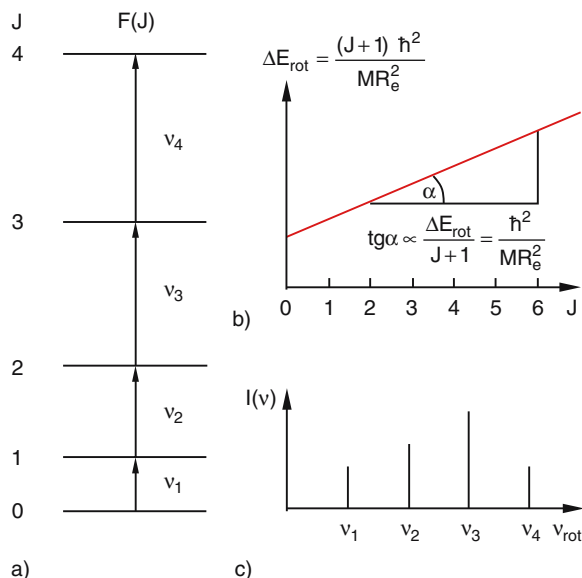 J F(J)
4
ν₄
3
ν₃
2
ν₂
1
ν₁
0
a)
ΔE_rot = (J+1) ħ² / MR_e²
α
tgα ∝ ΔE_rot / J+1 = ħ² / MR_e²
0 1 2 3 4 5 6 J
b)
I(ν)
ν₁ ν₂ ν₃ ν₄ ν_rot
c)